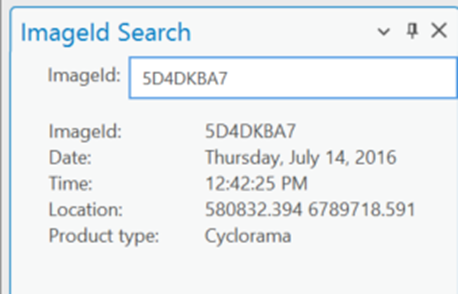 ImageId Search
ImageId: 5D4DKBA7
ImageId: 5D4DKBA7
Date: Thursday, July 14, 2016
Time: 12:42:25 PM
Location: 580832.394 6789718.591
Product type: Cyclorama